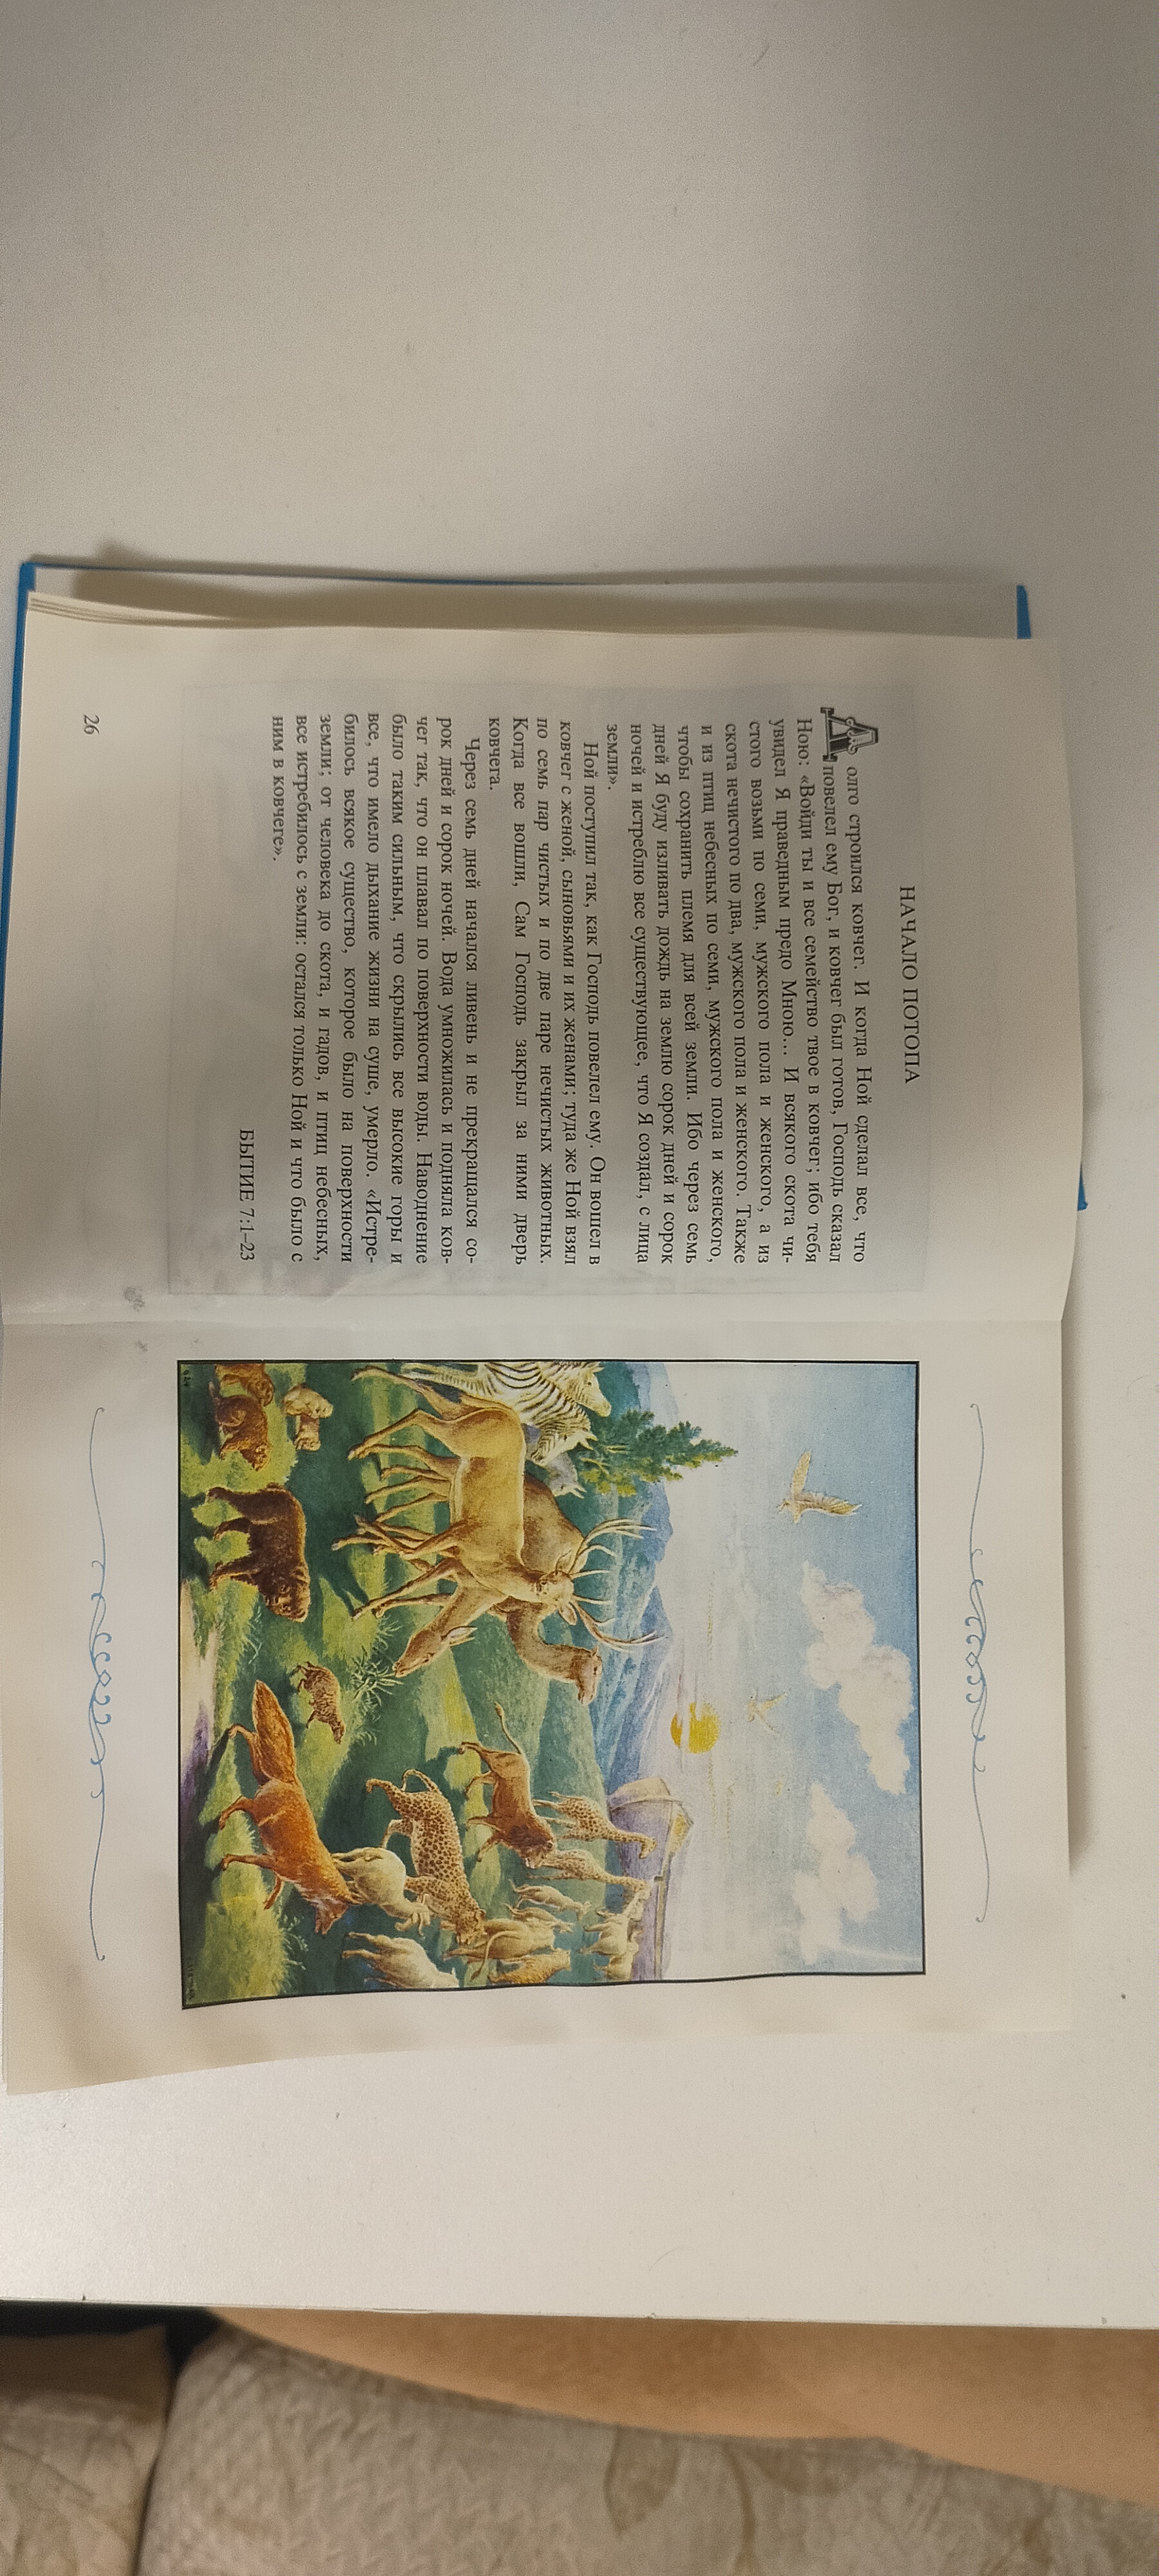 НАЧАЛО ПОТОПА
Долго строился ковчег. И когда Ной сделал все, что
повелел ему Бог, и ковчег был готов, Господь сказал
Ною: «Войди ты и все семейство твое в ковчег; ибо тебя
увидел Я праведным предо Мною... И всякого скота чи-
стого возьми по семи, мужского пола и женского, а из
скота нечистого по два, мужского пола и женского. Также
и из птиц небесных по семи, мужского пола и женского,
чтобы сохранить племя для всей земли. Ибо через семь
дней Я буду изливать дождь на землю сорок дней и сорок
ночей и истреблю все существующее, что Я создал, с лица
земли».
Ной поступил так, как Господь повелел ему. Он вошел в
ковчег с женой, сыновьями и их женами; туда же Ной взял
по семь пар чистых и по две паре нечистых животных.
Когда все вошли, Сам Господь закрыл за ними дверь
ковчега.
Через семь дней начался ливень и не прекращался со-
рок дней и сорок ночей. Вода умножилась и подняла ков-
чег так, что он плавал по поверхности воды. Наводнение
было таким сильным, что скрылись все высокие горы и
все, что имело дыхание жизни на суше, умерло. «Истре-
билось всякое существо, которое было на поверхности
земли; от человека до скота, и гадов, и птиц небесных,
все истребилось с земли: остался только Ной и что было с
ним в ковчеге».
БЫТИЕ 7:1–23
26